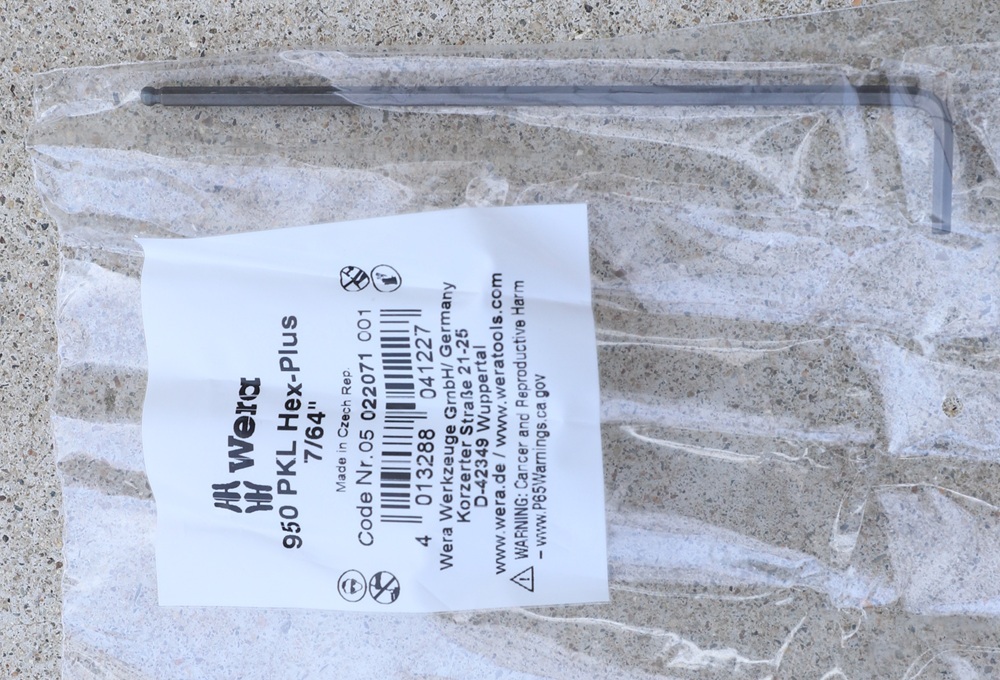 Wera
950 PKL Hex-Plus
7/64"
Made in Czech Rep.
Code Nr. 05 022071 001
4 013288 041227
Wera Werkzeuge GmbH/ Germany
Korzerter Straße 21-25
D-42349 Wuppertal
www.wera.de / www.weratools.com
WARNING: Cancer and Reproductive Harm
– www.P65Warnings.ca.gov